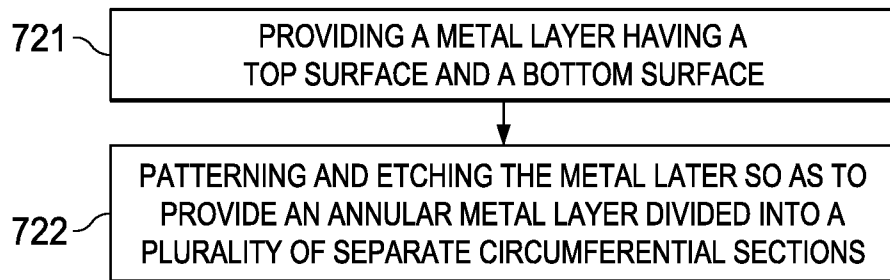 721
PROVIDING A METAL LAYER HAVING A
TOP SURFACE AND A BOTTOM SURFACE
722
PATTERNING AND ETCHING THE METAL LATER SO AS TO
PROVIDE AN ANNULAR METAL LAYER DIVIDED INTO A
PLURALITY OF SEPARATE CIRCUMFERENTIAL SECTIONS